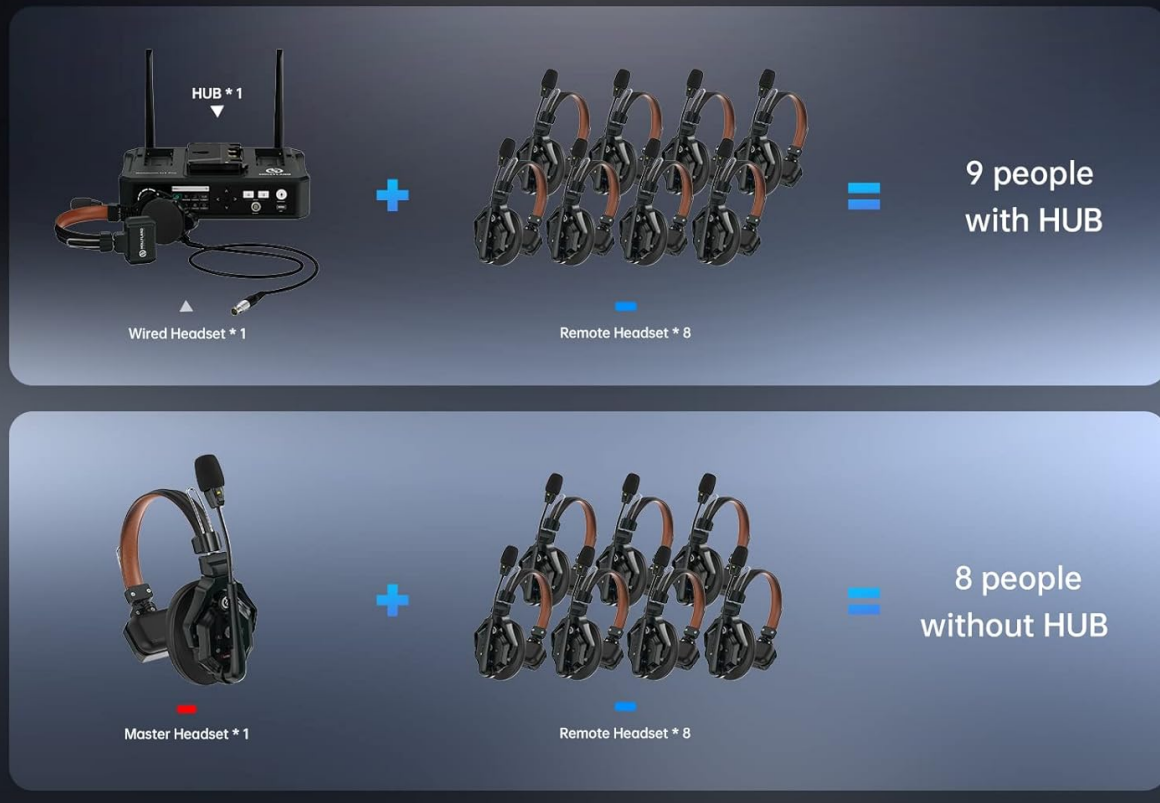 HUB * 1
Wired Headset * 1
Remote Headset * 8
9 people
with HUB
Master Headset * 1
Remote Headset * 8
8 people
without HUB